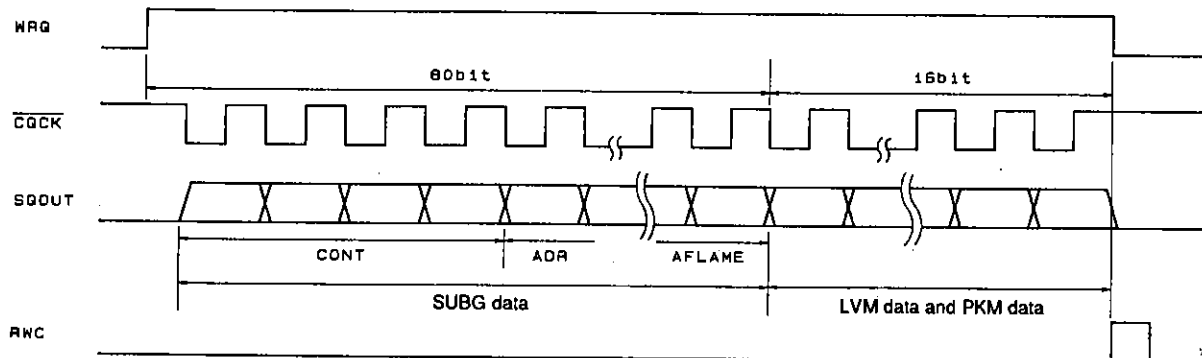 WRQ
80bit
16bit
CQCK
SQOUT
CONT
ADR
AFLAME
SUBG data
LVM data and PKM data
RWC